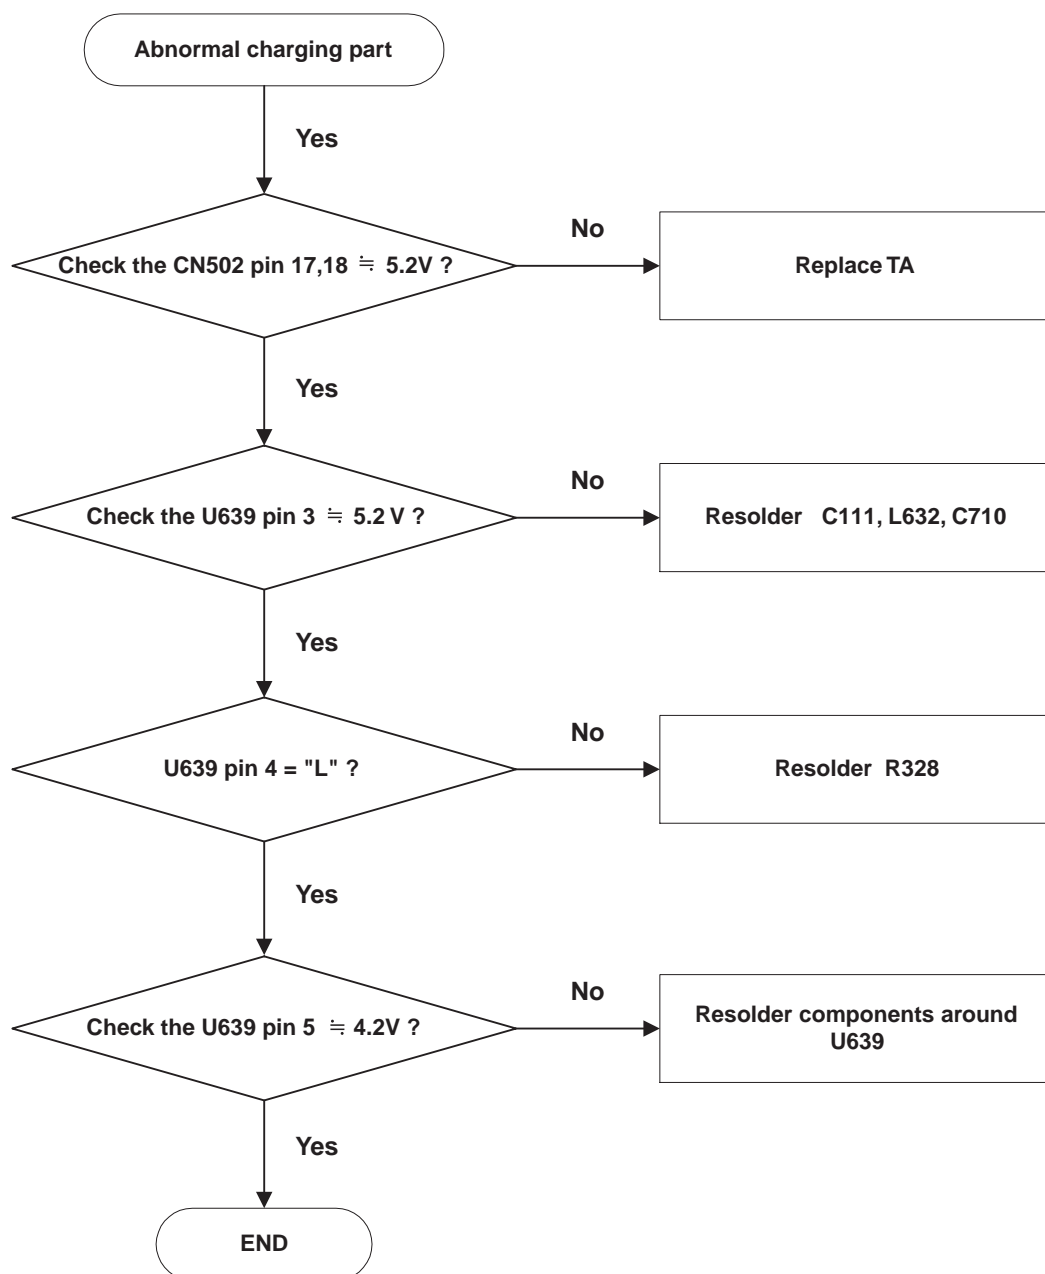 Abnormal charging part
Yes
No
Check the CN502 pin 17,18 ≒ 5.2V ?
Replace TA
Yes
No
Check the U639 pin 3 ≒ 5.2 V ?
Resolder C111, L632, C710
Yes
No
U639 pin 4 = "L" ?
Resolder R328
Yes
No
Check the U639 pin 5 ≒ 4.2V ?
Resolder components around
U639
Yes
END